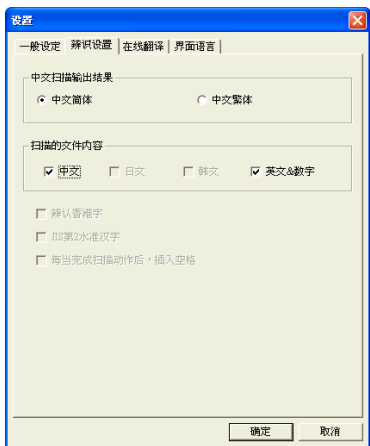 设置
一般设定 辨识设置 在线翻译 界面语言
中文扫描输出结果
中文简体 中文繁体
扫描的文件内容
中文 日文 韩文 英文&数字
辨认香港字
JIS第2水准汉字
每当完成扫描动作后，插入空格
确定 取消